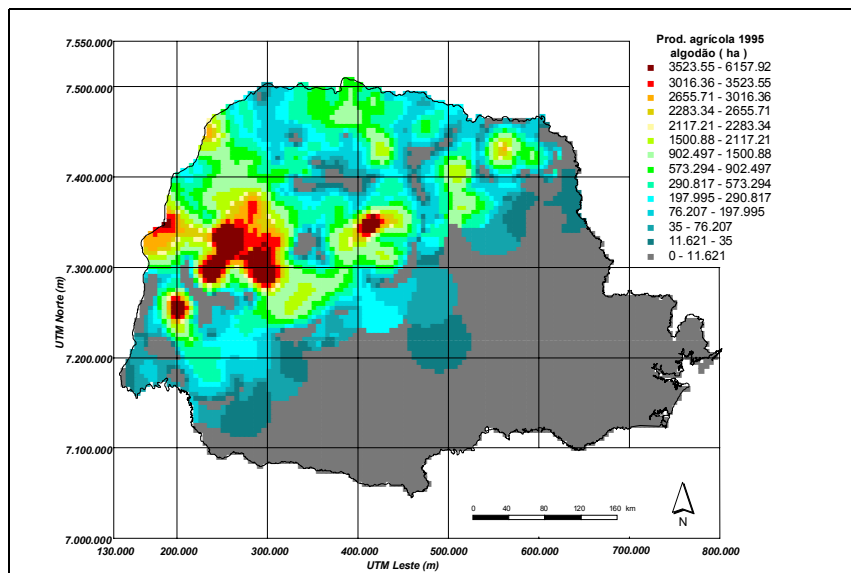 Prod. agrícola 1995
algodão ( ha )
3523.55 - 6157.92
3016.36 - 3523.55
2655.71 - 3016.36
2283.34 - 2655.71
2117.21 - 2283.34
1500.88 - 2117.21
902.497 - 1500.88
573.294 - 902.497
290.817 - 573.294
197.995 - 290.817
76.207 - 197.995
35 - 76.207
11.621 - 35
0 - 11.621
7.550.000
7.500.000
7.400.000
7.300.000
7.200.000
7.100.000
7.000.000
UTM Norte (m)
0 40 80 120 160 km
N
130.000 200.000 300.000 400.000 500.000 600.000 700.000 800.000
UTM Leste (m)